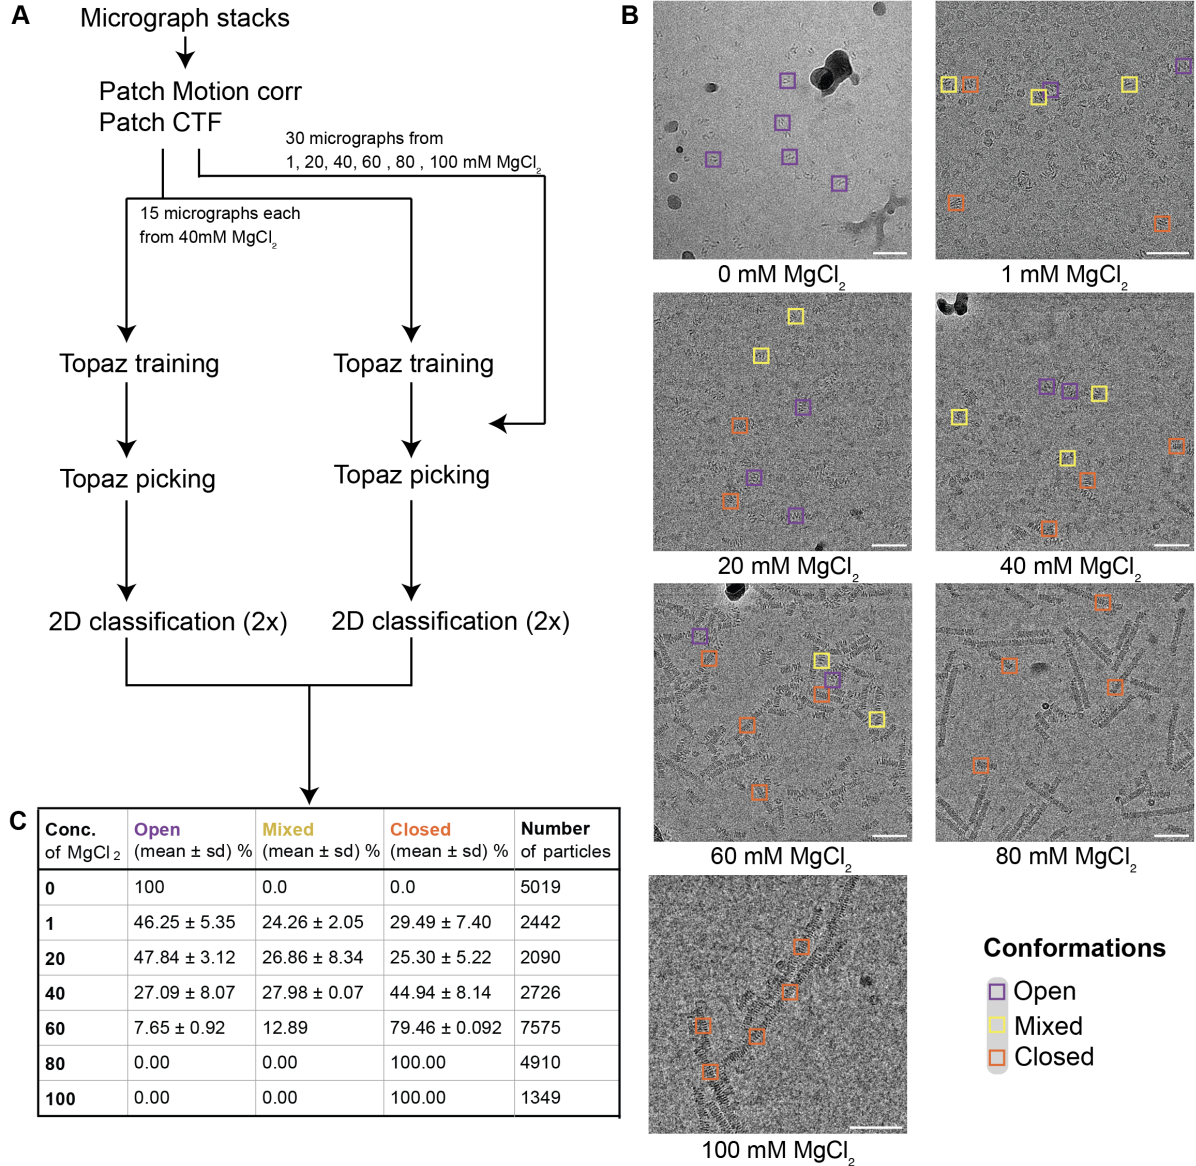 A
Micrograph stacks
Patch Motion corr
Patch CTF
30 micrographs from
1, 20, 40, 60 , 80 , 100 mM MgCl₂
15 micrographs each
from 40mM MgCl₂
Topaz training
Topaz training
Topaz picking
Topaz picking
2D classification (2x)
2D classification (2x)
B
0 mM MgCl₂
1 mM MgCl₂
20 mM MgCl₂
40 mM MgCl₂
60 mM MgCl₂
80 mM MgCl₂
100 mM MgCl₂
Conformations
Open
Mixed
Closed
C
Conc. of MgCl₂ Open (mean ± sd) % Mixed (mean ± sd) % Closed (mean ± sd) % Number of particles
0 100 0.0 0.0 5019
1 46.25 ± 5.35 24.26 ± 2.05 29.49 ± 7.40 2442
20 47.84 ± 3.12 26.86 ± 8.34 25.30 ± 5.22 2090
40 27.09 ± 8.07 27.98 ± 0.07 44.94 ± 8.14 2726
60 7.65 ± 0.92 12.89 79.46 ± 0.092 7575
80 0.00 0.00 100.00 4910
100 0.00 0.00 100.00 1349